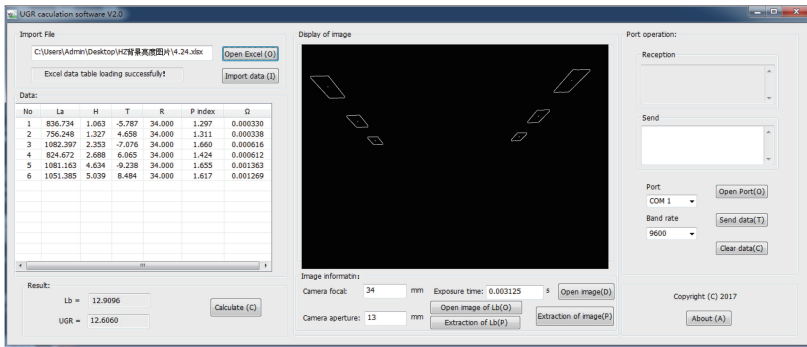 UGR caculation software V2.0
Import File
C:\Users\Admin\Desktop\HZ背景亮度图片\4.24.xlsx
Open Excel (O)
Excel data table loading successfully!
Import data (I)
Data:
No La H T R P index Ω
1 836.734 1.063 -5.787 34.000 1.297 0.000330
2 756.248 1.327 4.658 34.000 1.311 0.000338
3 1082.397 2.353 -7.076 34.000 1.660 0.000616
4 824.672 2.688 6.065 34.000 1.424 0.000612
5 1081.163 4.634 -9.238 34.000 1.655 0.001363
6 1051.385 5.039 8.484 34.000 1.617 0.001269
Result:
Lb = 12.9096
UGR = 12.6060
Calculate (C)
Display of image
Image informatin:
Camera focal: 34 mm Exposure time: 0.003125 s Open image(D)
Camera aperture: 13 mm
Open image of Lb(O)
Extraction of Lb(P)
Extraction of image(P)
Port operation:
Reception
Send
Port
COM 1
Open Port(O)
Band rate
9600
Send data(T)
Clear data(C)
Copyright (C) 2017
About (A)